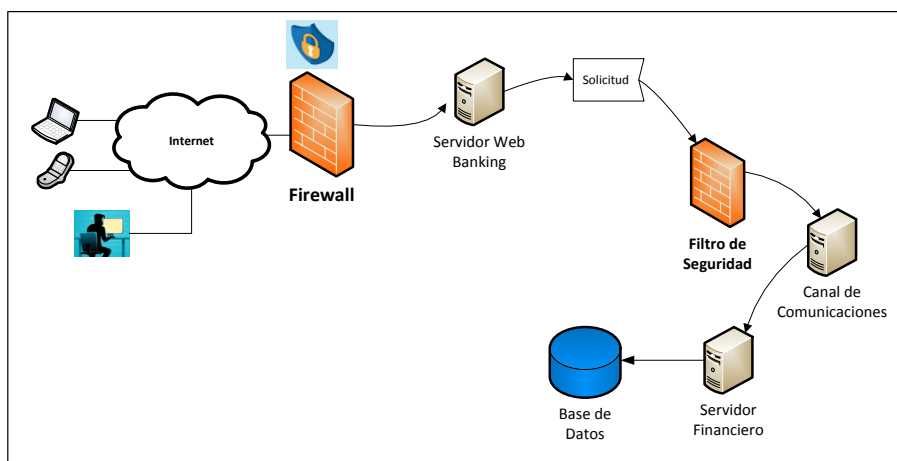 Internet
Firewall
Servidor Web
Banking
Solicitud
Filtro de
Seguridad
Canal de
Comunicaciones
Servidor
Financiero
Base de
Datos